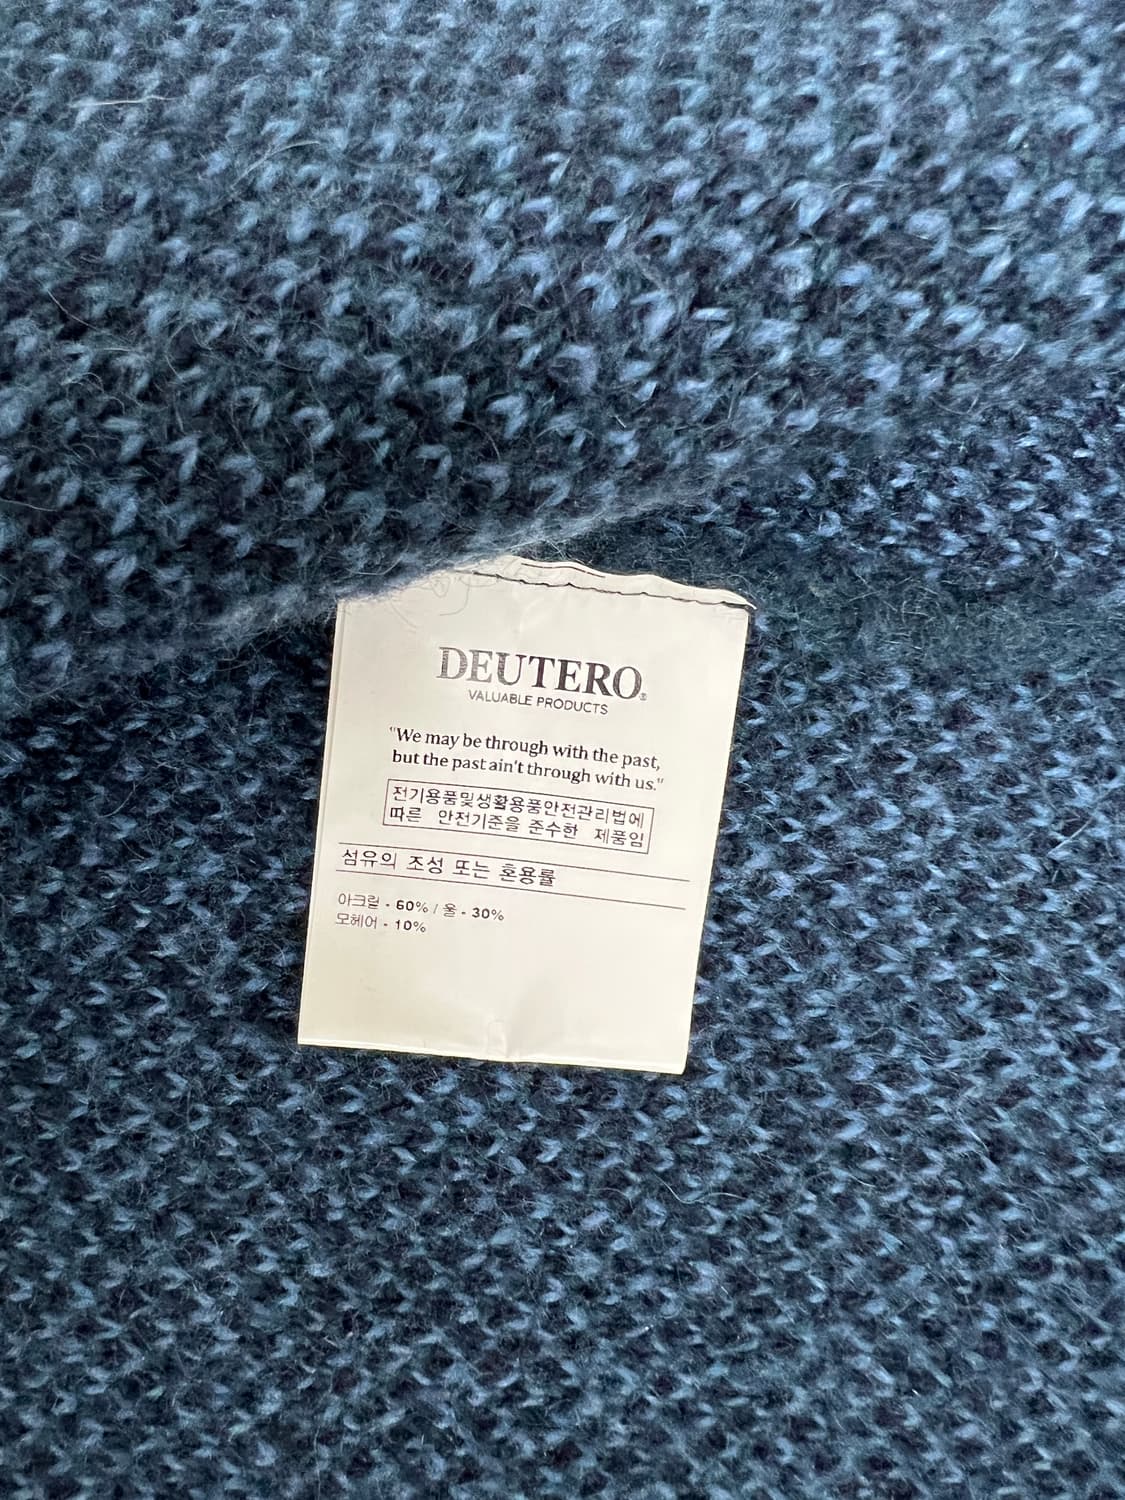 DEUTERO®
VALUABLE PRODUCTS
"We may be through with the past,
but the past ain't through with us."
전기용품및생활용품안전관리법에
따른 안전기준을 준수한 제품임
섬유의 조성 또는 혼용률
아크릴 - 60% / 울 - 30%
모헤어 - 10%